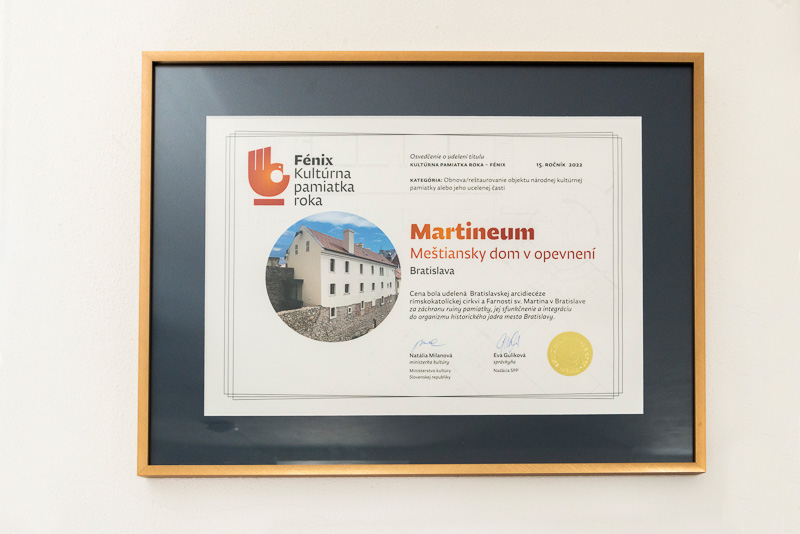 Fénix
Kultúrna
pamiatka
roka
Osvedčenie o udelení titulu
KULTÚRNA PAMIATKA ROKA – FÉNIX 15. ROČNÍK 2022
KATEGÓRIA: Obnova/reštaurovanie objektu národnej kultúrnej
pamiatky alebo jeho ucelenej časti
Martineum
Meštiansky dom v opevnení
Bratislava
Cena bola udelená Bratislavskej arcidiecéze
rímskokatolíckej cirkvi a Farnosti sv. Martina v Bratislave
za záchranu ruiny pamiatky, jej sfunkčnenie a integráciu
do organizmu historického jadra mesta Bratislavy.
Natália Milanová
ministerka kultúry
Ministerstvo kultúry
Slovenskej republiky
Eva Guliková
správkyňa
Nadácia SPP